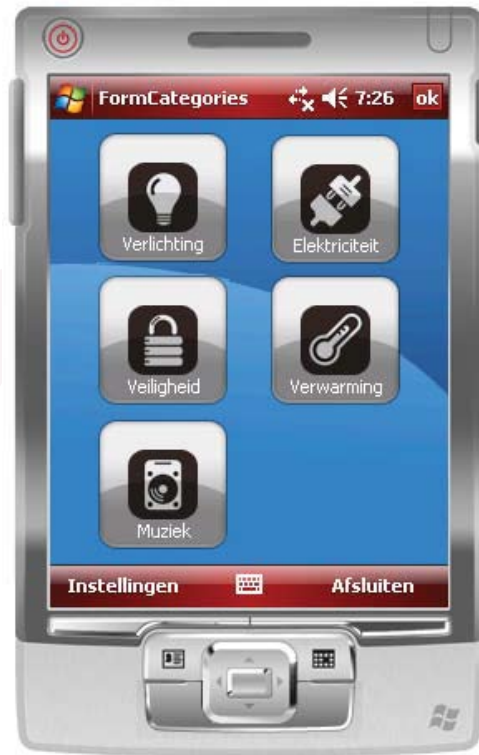 FormCategories 7:26 ok
Verlichting
Elektriciteit
Veiligheid
Verwarming
Muziek
Instellingen
Afsluiten